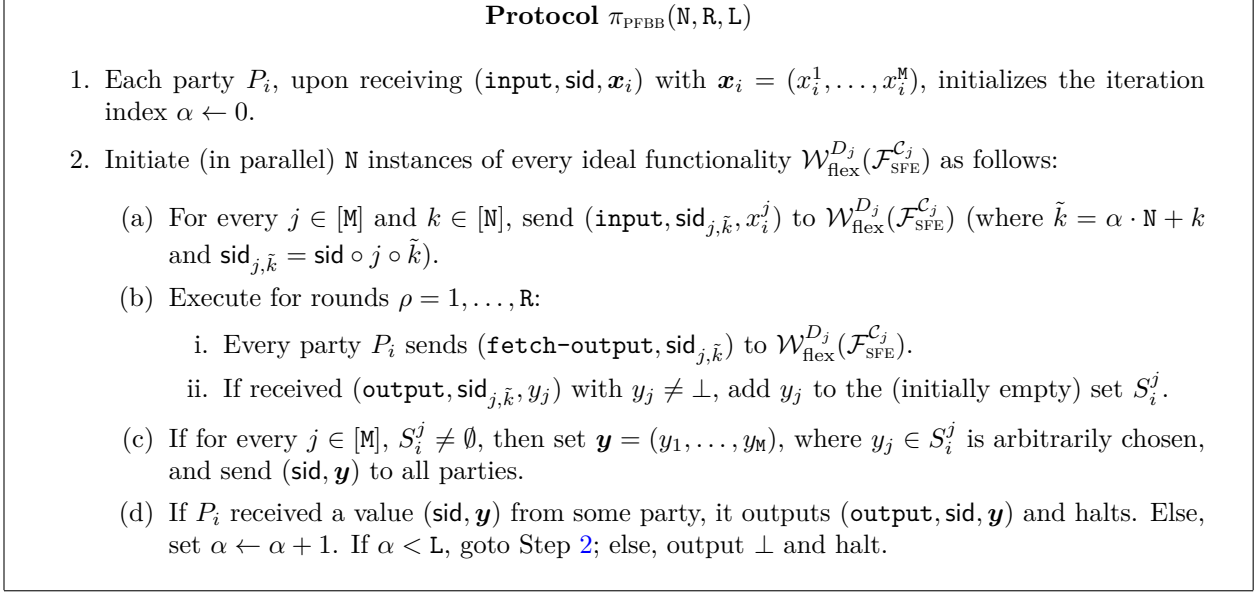 Protocol π_PFBB(N, R, L)
1. Each party P_i, upon receiving (input, sid, x_i) with x_i = (x_i^1, . . . , x_i^M), initializes the iteration
index α ← 0.
2. Initiate (in parallel) N instances of every ideal functionality W_flex^{D_j}(F_SFE^{C_j}) as follows:
(a) For every j ∈ [M] and k ∈ [N], send (input, sid_{j,k̃}, x_i^j) to W_flex^{D_j}(F_SFE^{C_j}) (where k̃ = α · N + k
and sid_{j,k̃} = sid ∘ j ∘ k̃).
(b) Execute for rounds ρ = 1, . . . , R:
i. Every party P_i sends (fetch-output, sid_{j,k̃}) to W_flex^{D_j}(F_SFE^{C_j}).
ii. If received (output, sid_{j,k̃}, y_j) with y_j ≠ ⊥, add y_j to the (initially empty) set S_i^j.
(c) If for every j ∈ [M], S_i^j ≠ ∅, then set y = (y_1, . . . , y_M), where y_j ∈ S_i^j is arbitrarily chosen,
and send (sid, y) to all parties.
(d) If P_i received a value (sid, y) from some party, it outputs (output, sid, y) and halts. Else,
set α ← α + 1. If α < L, goto Step 2; else, output ⊥ and halt.